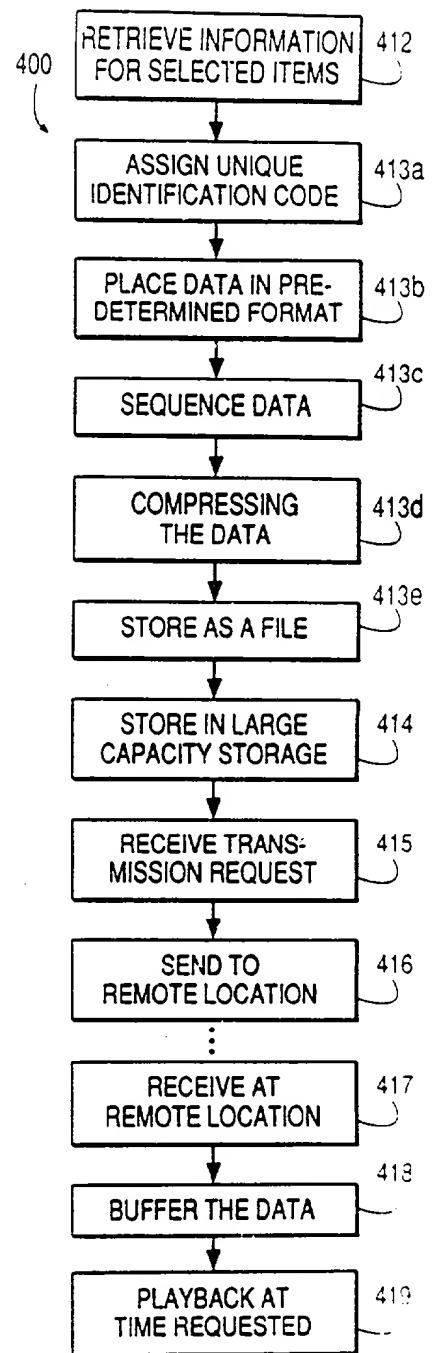 400
RETRIEVE INFORMATION
FOR SELECTED ITEMS
412
ASSIGN UNIQUE
IDENTIFICATION CODE
413a
PLACE DATA IN PRE-
DETERMINED FORMAT
413b
SEQUENCE DATA
413c
COMPRESSING
THE DATA
413d
STORE AS A FILE
413e
STORE IN LARGE
CAPACITY STORAGE
414
RECEIVE TRANS-
MISSION REQUEST
415
SEND TO
REMOTE LOCATION
416
RECEIVE AT
REMOTE LOCATION
417
BUFFER THE DATA
418
PLAYBACK AT
TIME REQUESTED
419